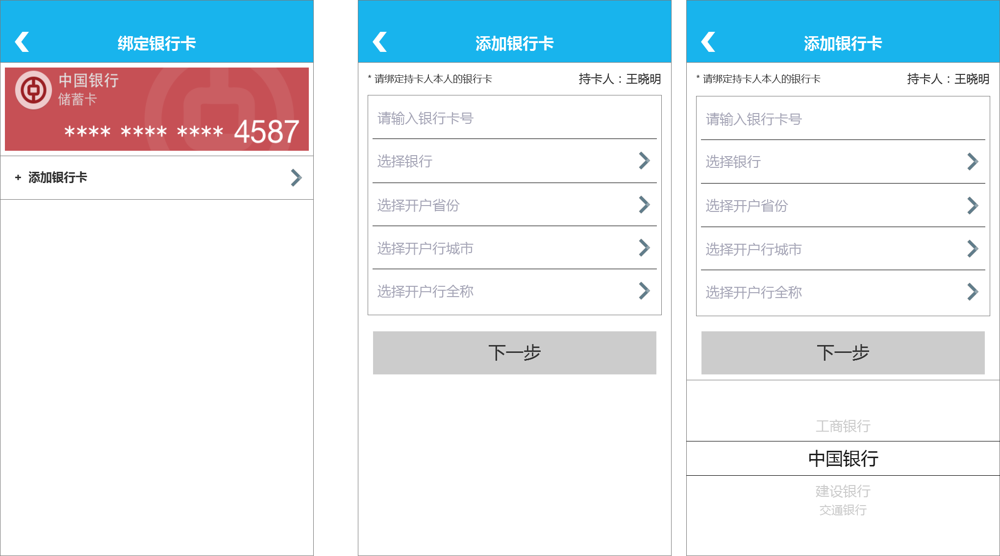 绑定银行卡
中国银行
储蓄卡
**** **** **** 4587
+ 添加银行卡
添加银行卡
* 请绑定持卡人本人的银行卡 持卡人：王晓明
请输入银行卡号
选择银行
选择开户省份
选择开户行城市
选择开户行全称
下一步
添加银行卡
* 请绑定持卡人本人的银行卡 持卡人：王晓明
请输入银行卡号
选择银行
选择开户省份
选择开户行城市
选择开户行全称
下一步
工商银行
中国银行
建设银行
交通银行